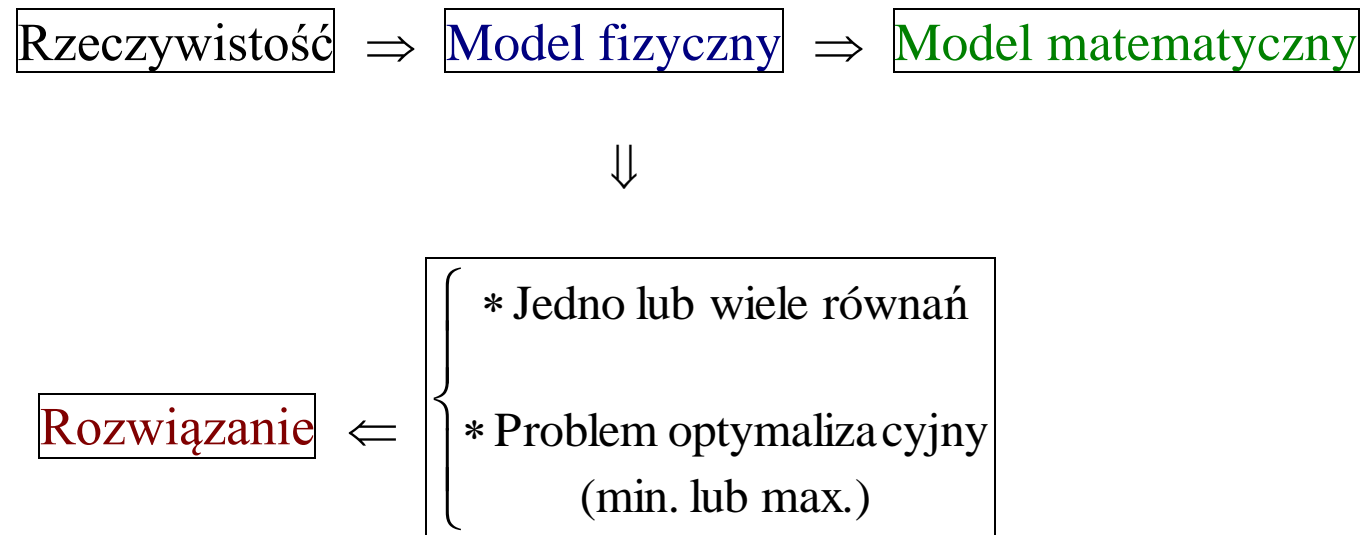 Rzeczywistość ⇒ Model fizyczny ⇒ Model matematyczny
⇓
* Jedno lub wiele równań
Rozwiązanie ⇐ * Problem optymalizacyjny
(min. lub max.)